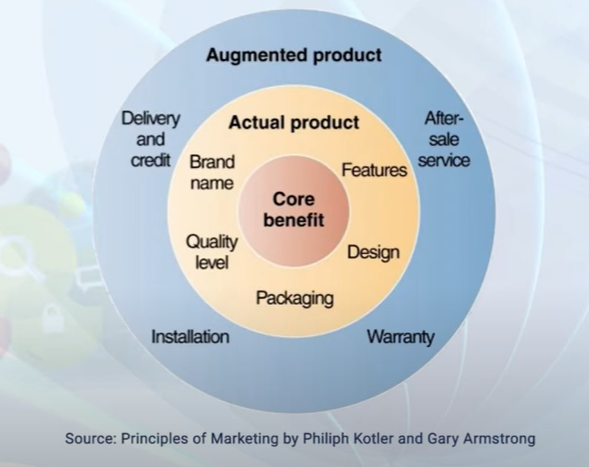 Augmented product
Delivery
and
credit
After-
sale
service
Actual product
Brand
name
Features
Core
benefit
Quality
level
Design
Packaging
Installation
Warranty
Source: Principles of Marketing by Philiph Kotler and Gary Armstrong